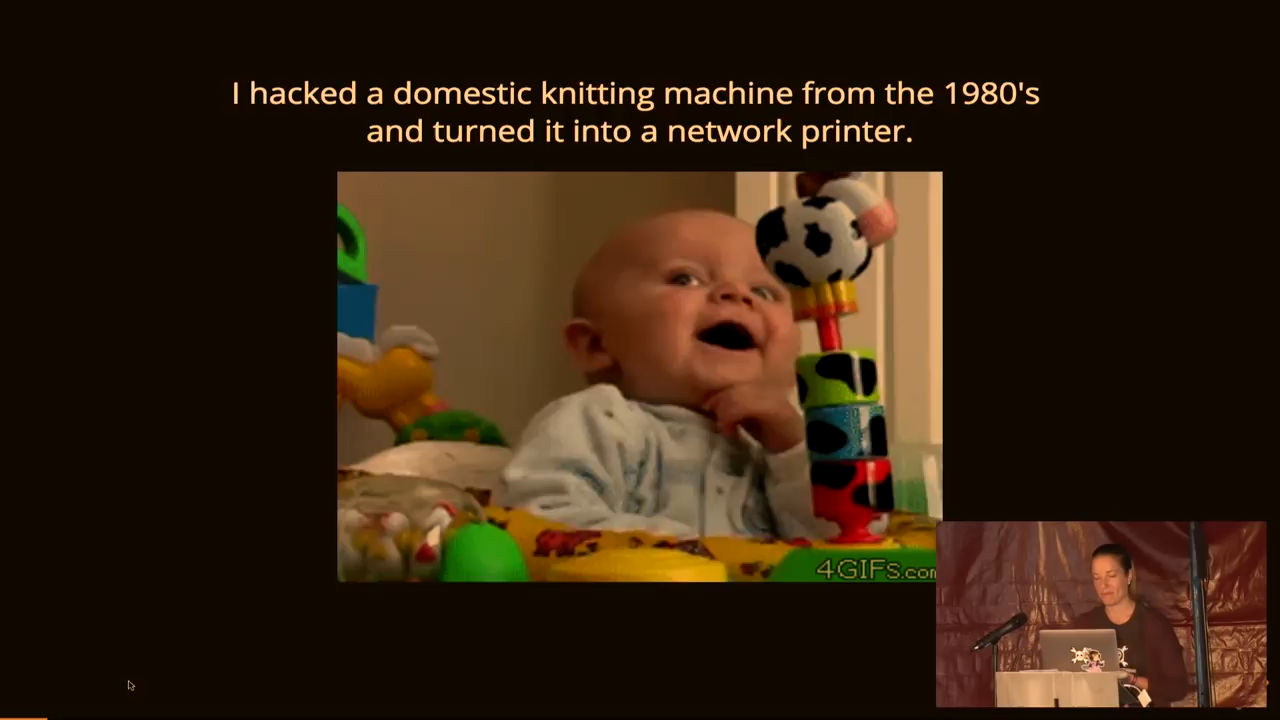 I hacked a domestic knitting machine from the 1980's
and turned it into a network printer.
4GIFs.com